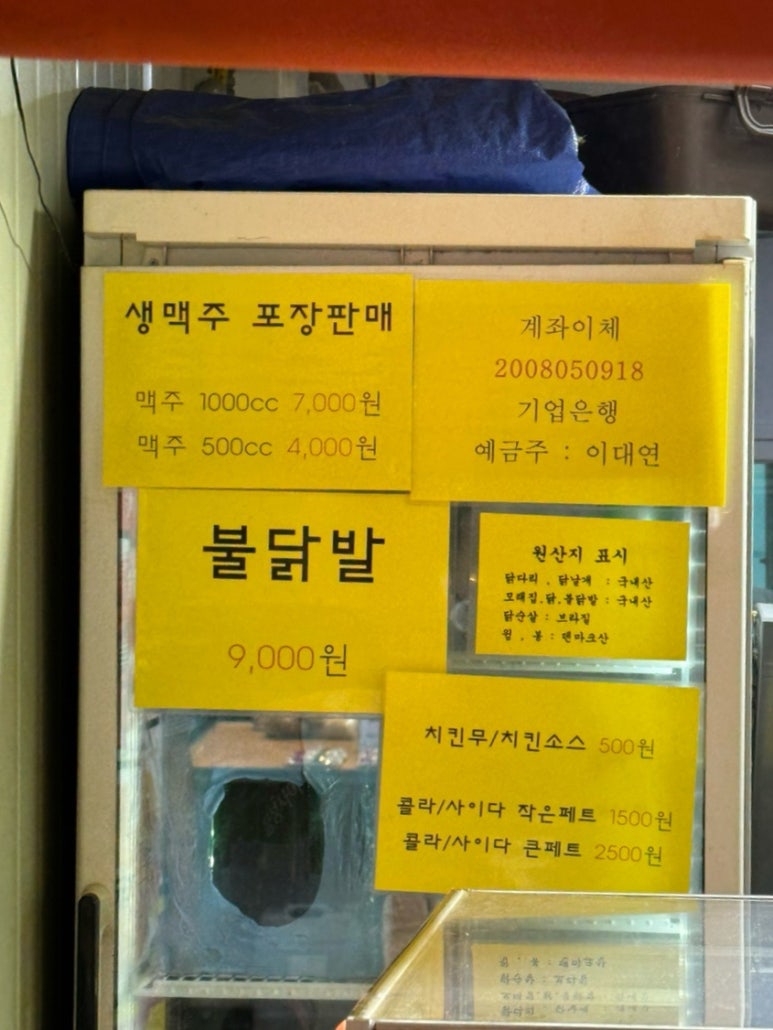 생맥주 포장판매
맥주 1000cc 7,000원
맥주 500cc 4,000원
계좌이체
2008050918
기업은행
예금주 : 이대연
불닭발
9,000원
원산지 표시
닭다리 , 닭날개 : 국내산
모래집,닭,불닭발 : 국내산
닭순살 : 브라질
윙 , 봉 : 덴마크산
치킨무/치킨소스 500원
콜라/사이다 작은페트 1500원
콜라/사이다 큰페트 2500원